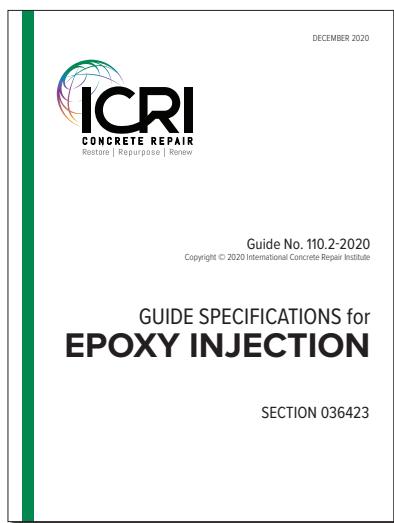 DECEMBER 2020
ICRI
CONCRETE REPAIR
Restore | Repurpose | Renew
Guide No. 110.2-2020
Copyright © 2020 International Concrete Repair Institute
GUIDE SPECIFICATIONS for
EPOXY INJECTION
SECTION 036423